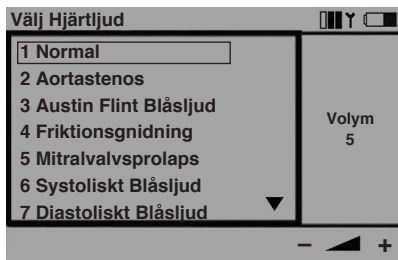 Välj Hjärtljud
1 Normal
2 Aortastenos
3 Austin Flint Blåsljud
4 Friktionsgnidning
5 Mitralvalvsprolaps
6 Systoliskt Blåsljud
7 Diastoliskt Blåsljud
Volym
5
− +